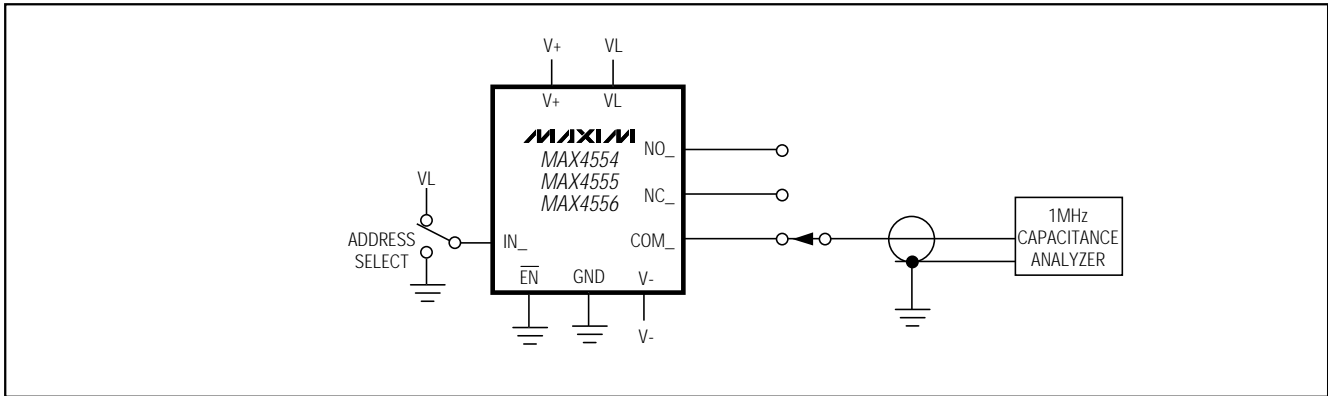 V+ VL
V+ VL
MAXIM
MAX4554
MAX4555
MAX4556
NO_
NC_
COM_
VL
ADDRESS
SELECT
IN_
EN GND V-
V-
1MHz
CAPACITANCE
ANALYZER